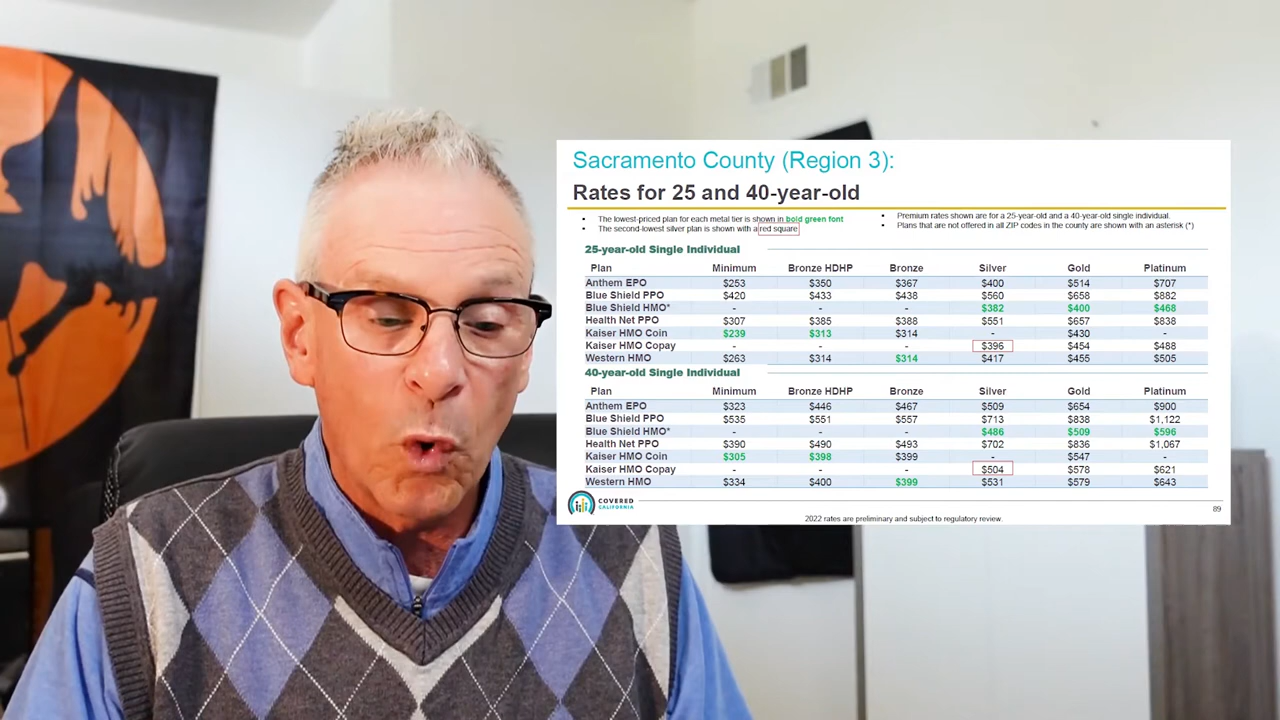 Sacramento County (Region 3):
Rates for 25 and 40-year-old
• The lowest-priced plan for each metal tier is shown in bold green font
• The second-lowest silver plan is shown with a red square
• Premium rates shown are for a 25-year-old and a 40-year-old single individual.
• Plans that are not offered in all ZIP codes in the county are shown with an asterisk (*)
25-year-old Single Individual
Plan Minimum Bronze HDHP Bronze Silver Gold Platinum
Anthem EPO $253 $350 $367 $400 $514 $707
Blue Shield PPO $420 $433 $438 $560 $658 $882
Blue Shield HMO* - - - $382 $400 $468
Health Net PPO $307 $385 $388 $551 $657 $838
Kaiser HMO Coin $239 $313 $314 - $430 -
Kaiser HMO Copay - - - $396 $454 $488
Western HMO $263 $314 $314 $417 $455 $505
40-year-old Single Individual
Plan Minimum Bronze HDHP Bronze Silver Gold Platinum
Anthem EPO $323 $446 $467 $509 $654 $900
Blue Shield PPO $535 $551 $557 $713 $838 $1,122
Blue Shield HMO* - - - $486 $509 $596
Health Net PPO $390 $490 $493 $702 $836 $1,067
Kaiser HMO Coin $305 $398 $399 - $547 -
Kaiser HMO Copay - - - $504 $578 $621
Western HMO $334 $400 $399 $531 $579 $643
COVERED
CALIFORNIA
89
2022 rates are preliminary and subject to regulatory review.